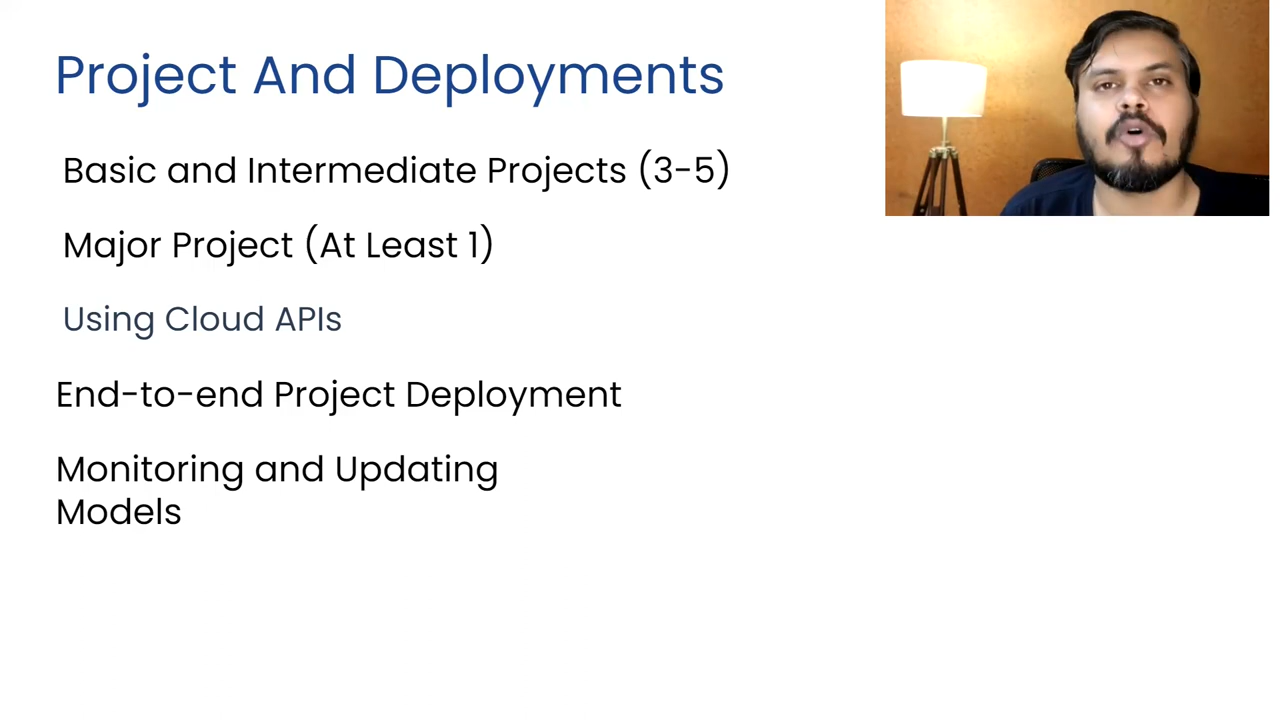 Project And Deployments
Basic and Intermediate Projects (3-5)
Major Project (At Least 1)
Using Cloud APIs
End-to-end Project Deployment
Monitoring and Updating
Models